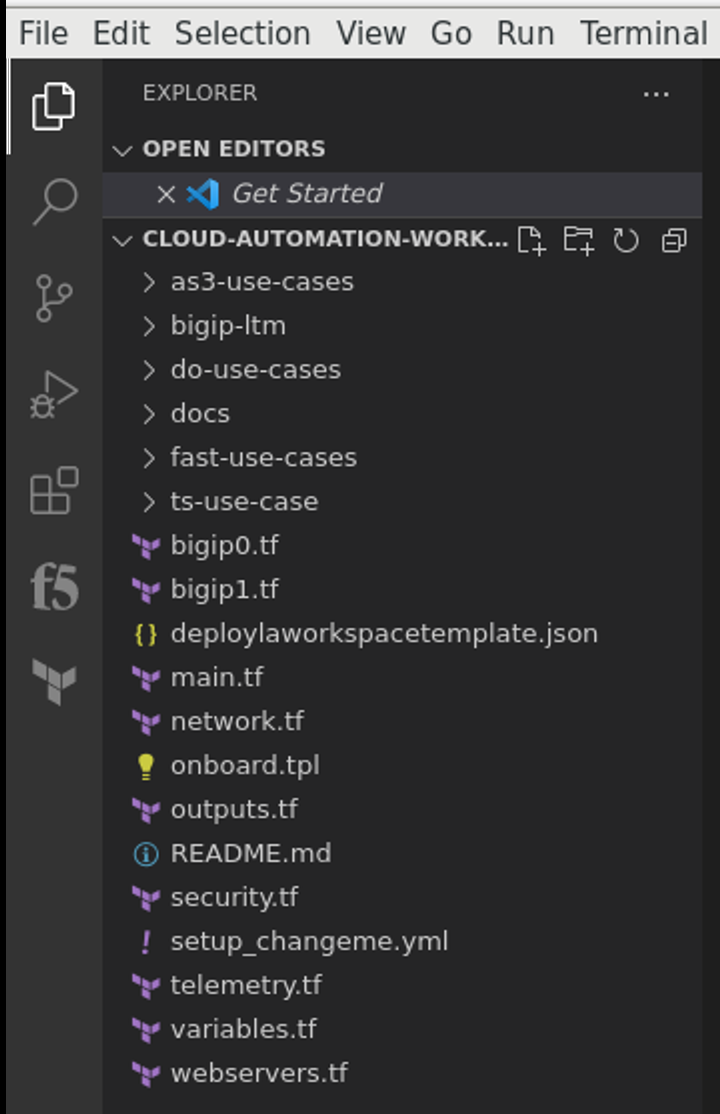 File Edit Selection View Go Run Terminal
EXPLORER ...
OPEN EDITORS
Get Started
CLOUD-AUTOMATION-WORK...
as3-use-cases
bigip-ltm
do-use-cases
docs
fast-use-cases
ts-use-case
bigip0.tf
bigip1.tf
{} deploylaworkspacetemplate.json
main.tf
network.tf
onboard.tpl
outputs.tf
README.md
security.tf
! setup_changeme.yml
telemetry.tf
variables.tf
webservers.tf
f5